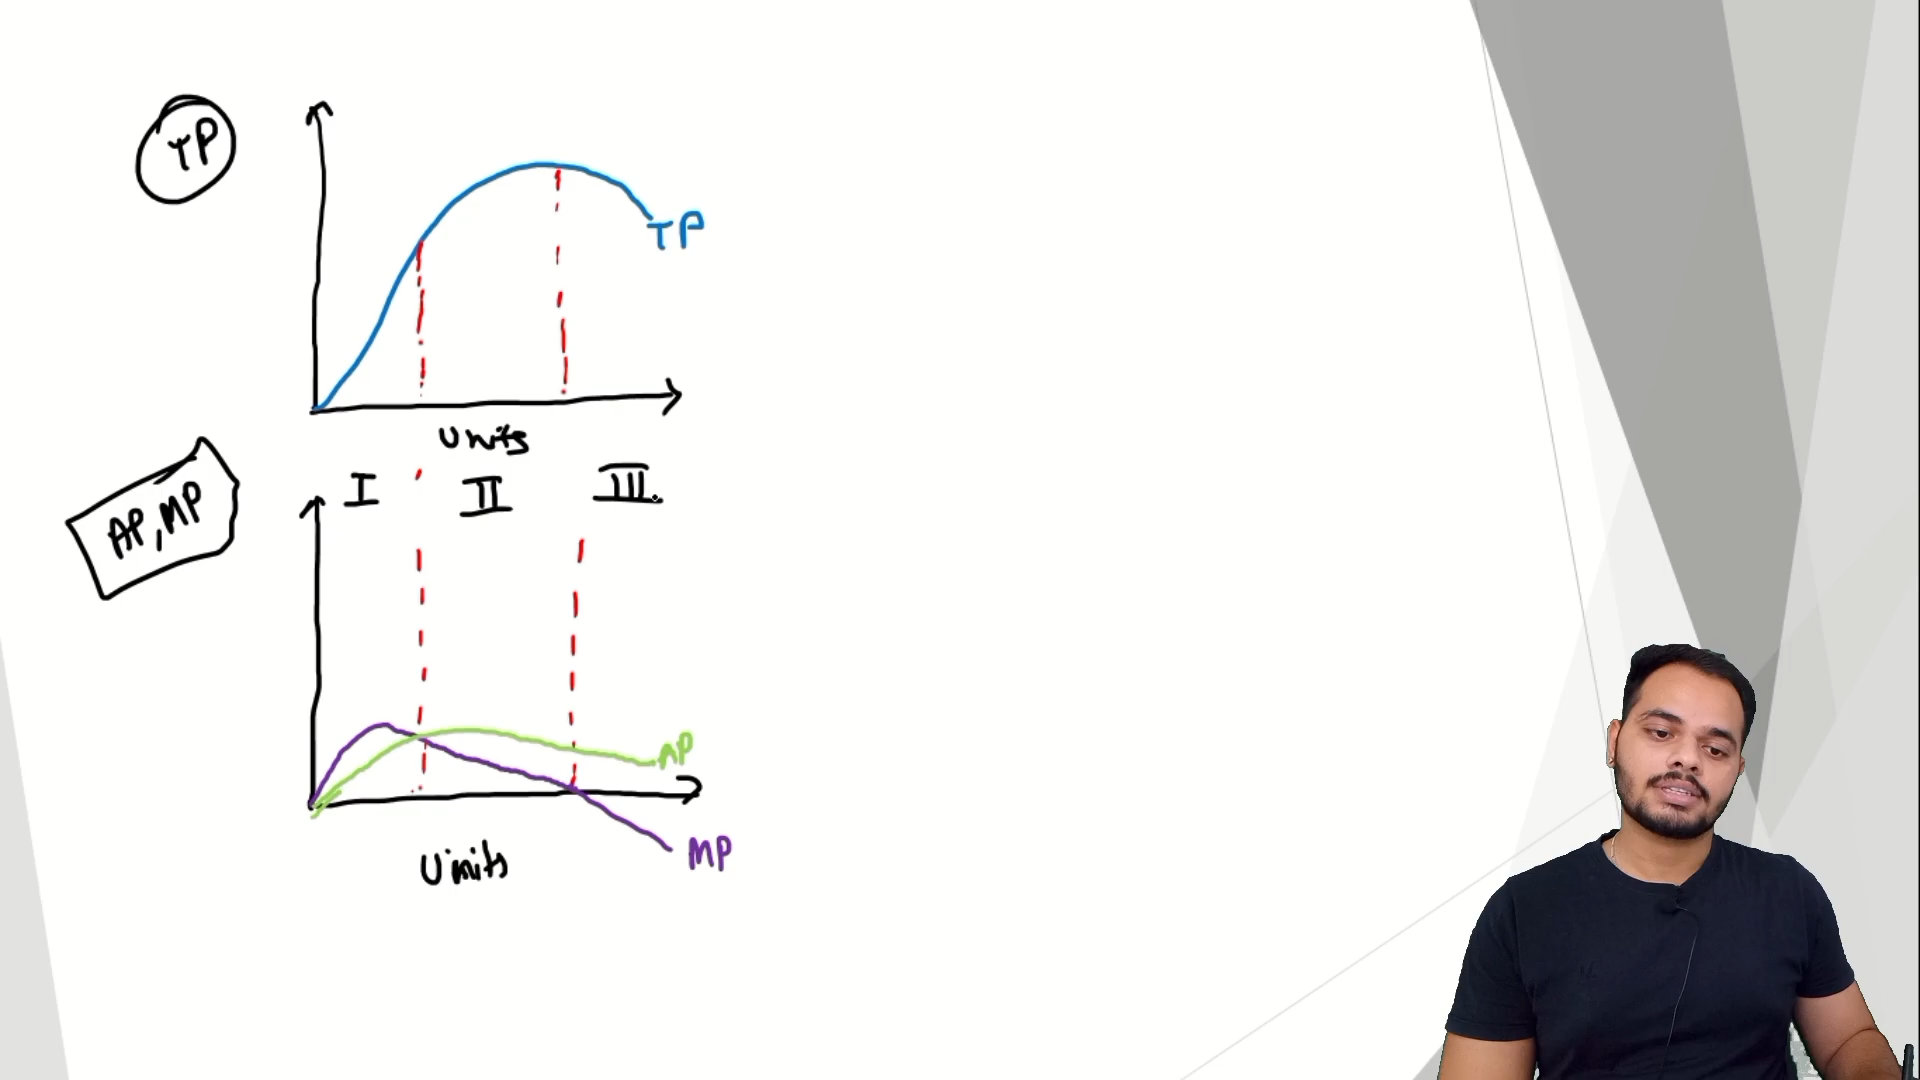 TP
TP
Units
AP, MP
I II III.
AP
MP
Units